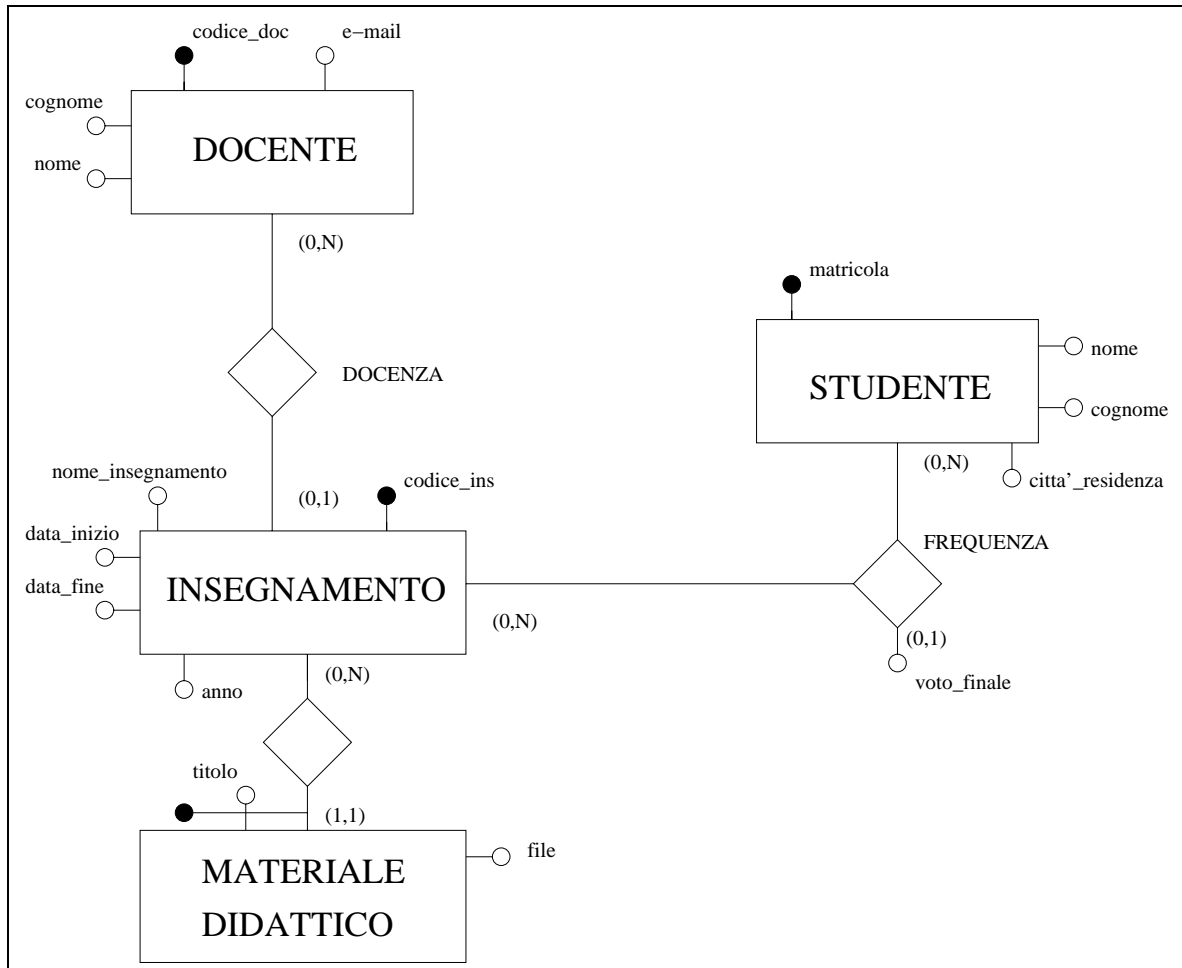 codice_doc
e−mail
cognome
DOCENTE
nome
(0,N)
matricola
nome
DOCENZA
STUDENTE
cognome
nome_insegnamento
(0,N)
codice_ins
citta'_residenza
(0,1)
data_inizio
FREQUENZA
data_fine
INSEGNAMENTO
(0,N)
(0,1)
(0,N)
anno
voto_finale
titolo
(1,1)
file
MATERIALE
DIDATTICO